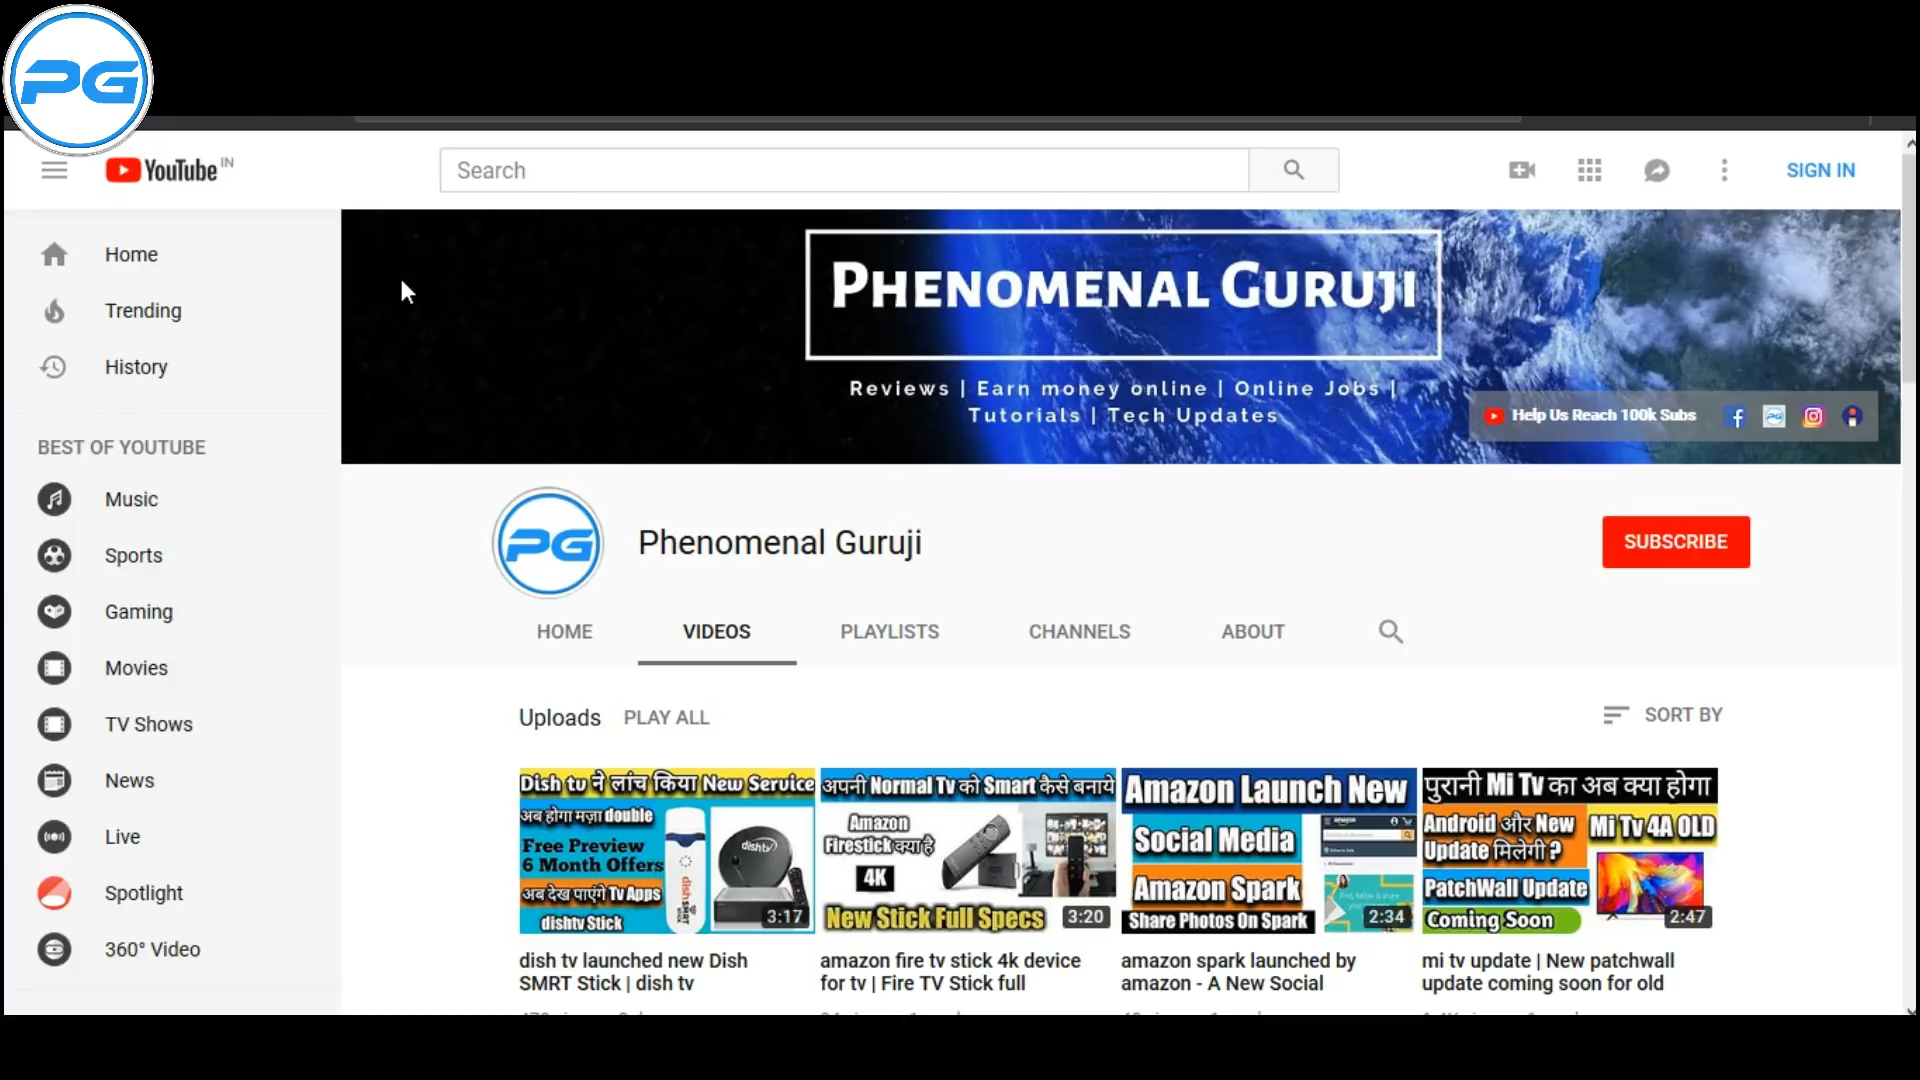 PG
YouTube IN
Search
SIGN IN
Home
Trending
History
BEST OF YOUTUBE
Music
Sports
Gaming
Movies
TV Shows
News
Live
Spotlight
360° Video
PHENOMENAL GURUJI
Reviews | Earn money online | Online Jobs |
Tutorials | Tech Updates
Help Us Reach 100k Subs
PG
Phenomenal Guruji
SUBSCRIBE
HOME
VIDEOS
PLAYLISTS
CHANNELS
ABOUT
Uploads
PLAY ALL
SORT BY
Dish tv ने लांच किया New Service
अब होगा मज़ा double
Free Preview
6 Month Offers
अब देख पाएंगे Tv Apps
dishtv Stick
dishtv
3:17
dish tv launched new Dish
SMRT Stick | dish tv
अपनी Normal Tv को Smart कैसे बनाये
Amazon
Firestick क्या है
4K
New Stick Full Specs
3:20
amazon fire tv stick 4k device
for tv | Fire TV Stick full
Amazon Launch New
Social Media
Amazon Spark
Share Photos On Spark
2:34
amazon spark launched by
amazon - A New Social
पुरानी Mi Tv का अब क्या होगा
Android और New
Update मिलेगी ?
Mi Tv 4A OLD
PatchWall Update
Coming Soon
2:47
mi tv update | New patchwall
update coming soon for old